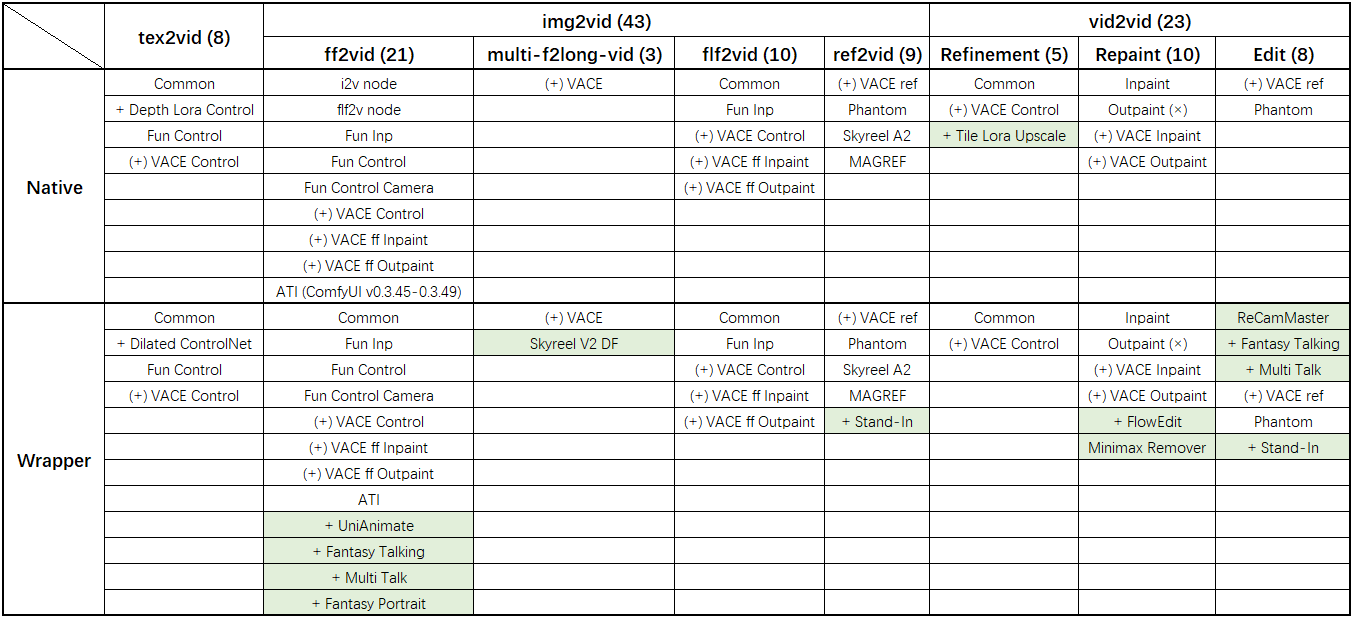 tex2vid (8) img2vid (43) vid2vid (23)
ff2vid (21) multi-f2long-vid (3) flf2vid (10) ref2vid (9) Refinement (5) Repaint (10) Edit (8)
Native
Common i2v node (+) VACE Common (+) VACE ref Common Inpaint (+) VACE ref
+ Depth Lora Control flf2v node Fun Inp Phantom (+) VACE Control Outpaint (×) Phantom
Fun Control Fun Inp (+) VACE Control Skyreel A2 + Tile Lora Upscale (+) VACE Inpaint
(+) VACE Control Fun Control (+) VACE ff Inpaint MAGREF (+) VACE Outpaint
Fun Control Camera (+) VACE ff Outpaint
(+) VACE Control
(+) VACE ff Inpaint
(+) VACE ff Outpaint
ATI (ComfyUI v0.3.45-0.3.49)
Wrapper
Common Common (+) VACE Common (+) VACE ref Common Inpaint ReCamMaster
+ Dilated ControlNet Fun Inp Skyreel V2 DF Fun Inp Phantom (+) VACE Control Outpaint (×) + Fantasy Talking
Fun Control Fun Control (+) VACE Control Skyreel A2 (+) VACE Inpaint + Multi Talk
(+) VACE Control Fun Control Camera (+) VACE ff Inpaint MAGREF (+) VACE Outpaint (+) VACE ref
(+) VACE Control (+) VACE ff Outpaint + Stand-In + FlowEdit Phantom
(+) VACE ff Inpaint Minimax Remover + Stand-In
(+) VACE ff Outpaint
ATI
+ UniAnimate
+ Fantasy Talking
+ Multi Talk
+ Fantasy Portrait